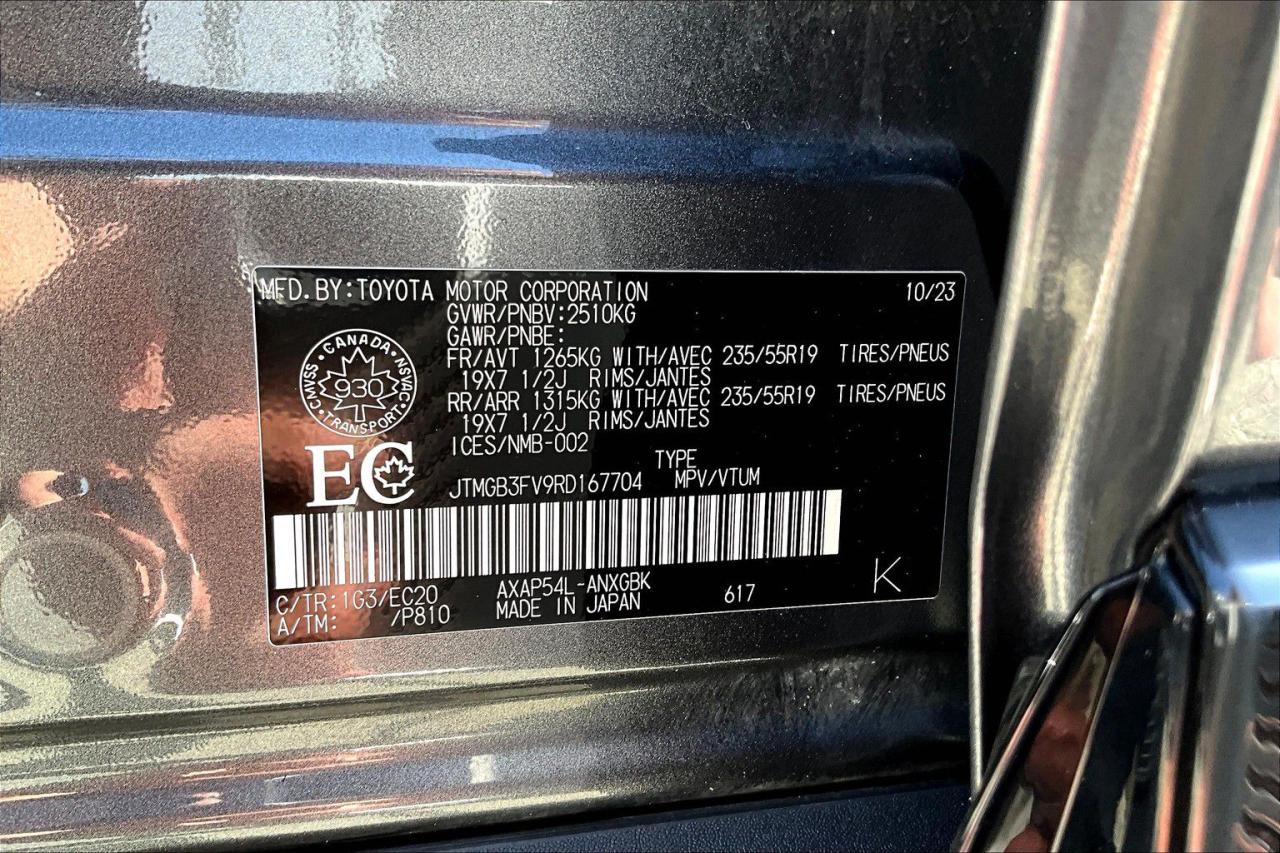 MFD.BY:TOYOTA MOTOR CORPORATION 10/23
GVWR/PNBV:2510KG
GAWR/PNBE:
FR/AVT 1265KG WITH/AVEC 235/55R19 TIRES/PNEUS
19X7 1/2J RIMS/JANTES
RR/ARR 1315KG WITH/AVEC 235/55R19 TIRES/PNEUS
19X7 1/2J RIMS/JANTES
ICES/NMB-002
CANADA
CMVSS NSVAC
930
TRANSPORT
EC
TYPE
JTMGB3FV9RD167704 MPV/VTUM
C/TR:1G3/EC20 AXAP54L-ANXGBK 617 K
A/TM: /P810 MADE IN JAPAN